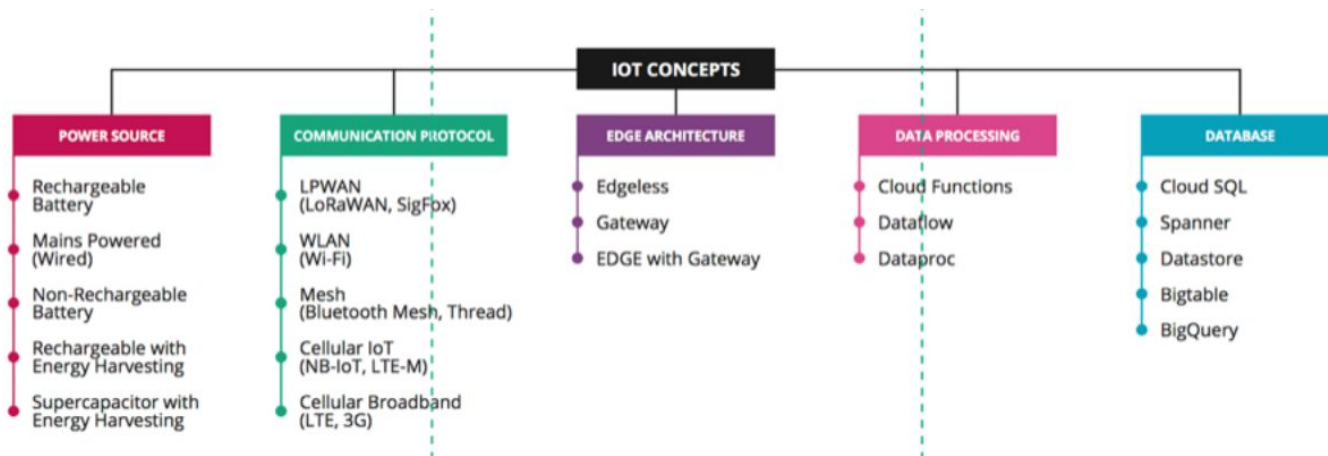 IOT CONCEPTS
POWER SOURCE
Rechargeable
Battery
Mains Powered
(Wired)
Non-Rechargeable
Battery
Rechargeable with
Energy Harvesting
Supercapacitor with
Energy Harvesting
COMMUNICATION PROTOCOL
LPWAN
(LoRaWAN, SigFox)
WLAN
(Wi-Fi)
Mesh
(Bluetooth Mesh, Thread)
Cellular IoT
(NB-IoT, LTE-M)
Cellular Broadband
(LTE, 3G)
EDGE ARCHITECTURE
Edgeless
Gateway
EDGE with Gateway
DATA PROCESSING
Cloud Functions
Dataflow
Dataproc
DATABASE
Cloud SQL
Spanner
Datastore
Bigtable
BigQuery